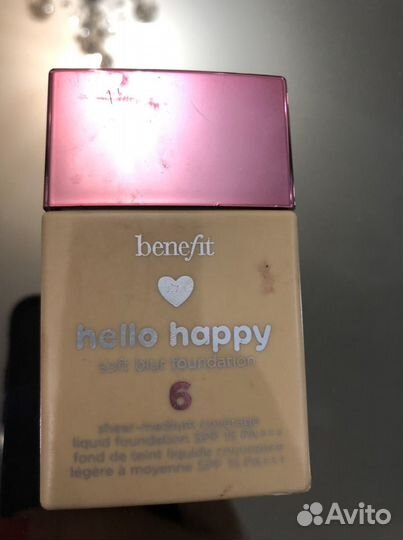 benefit
hello happy
soft blur foundation
6
sheer-medium coverage
liquid foundation SPF 15 PA+++
fond de teint liquide couvrance
légère à moyenne SPF 15 PA+++
Avito